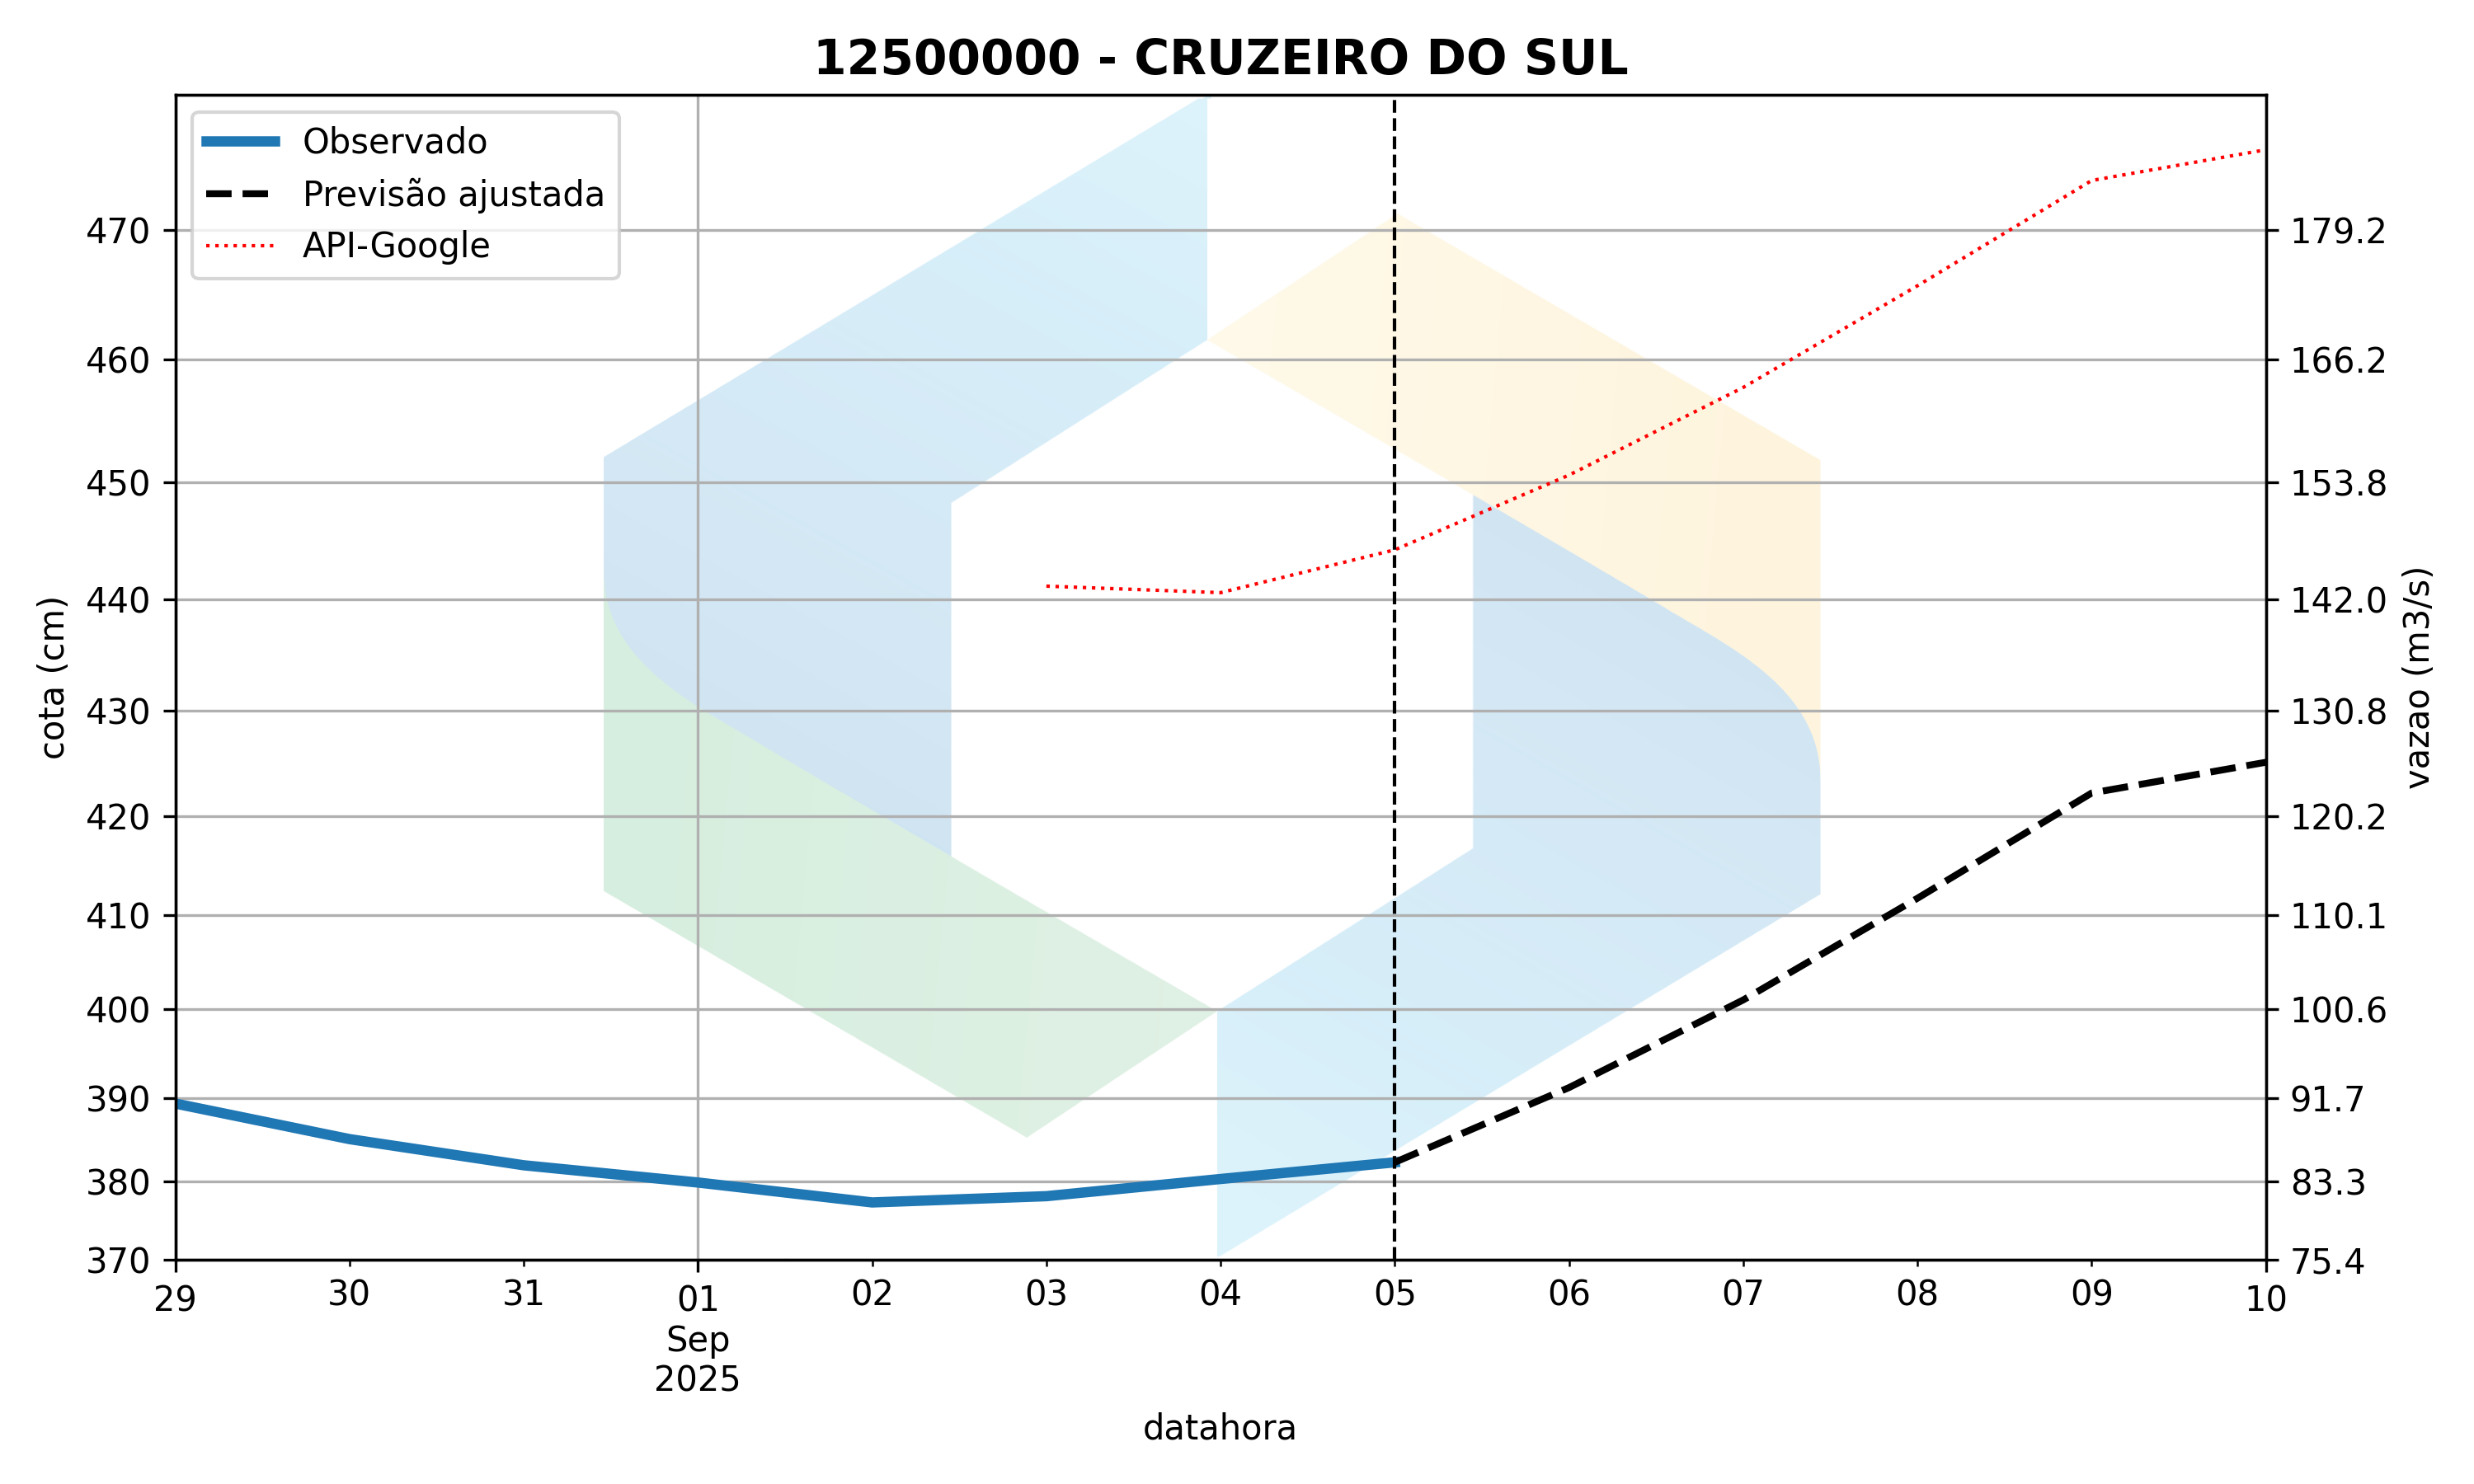 12500000 - CRUZEIRO DO SUL
Observado
Previsão ajustada
API-Google
cota (cm)
470
460
450
440
430
420
410
400
390
380
370
179.2
166.2
153.8
142.0
130.8
120.2
110.1
100.6
91.7
83.3
75.4
vazao (m3/s)
29 30 31 01 02 03 04 05 06 07 08 09 10
Sep
2025
datahora